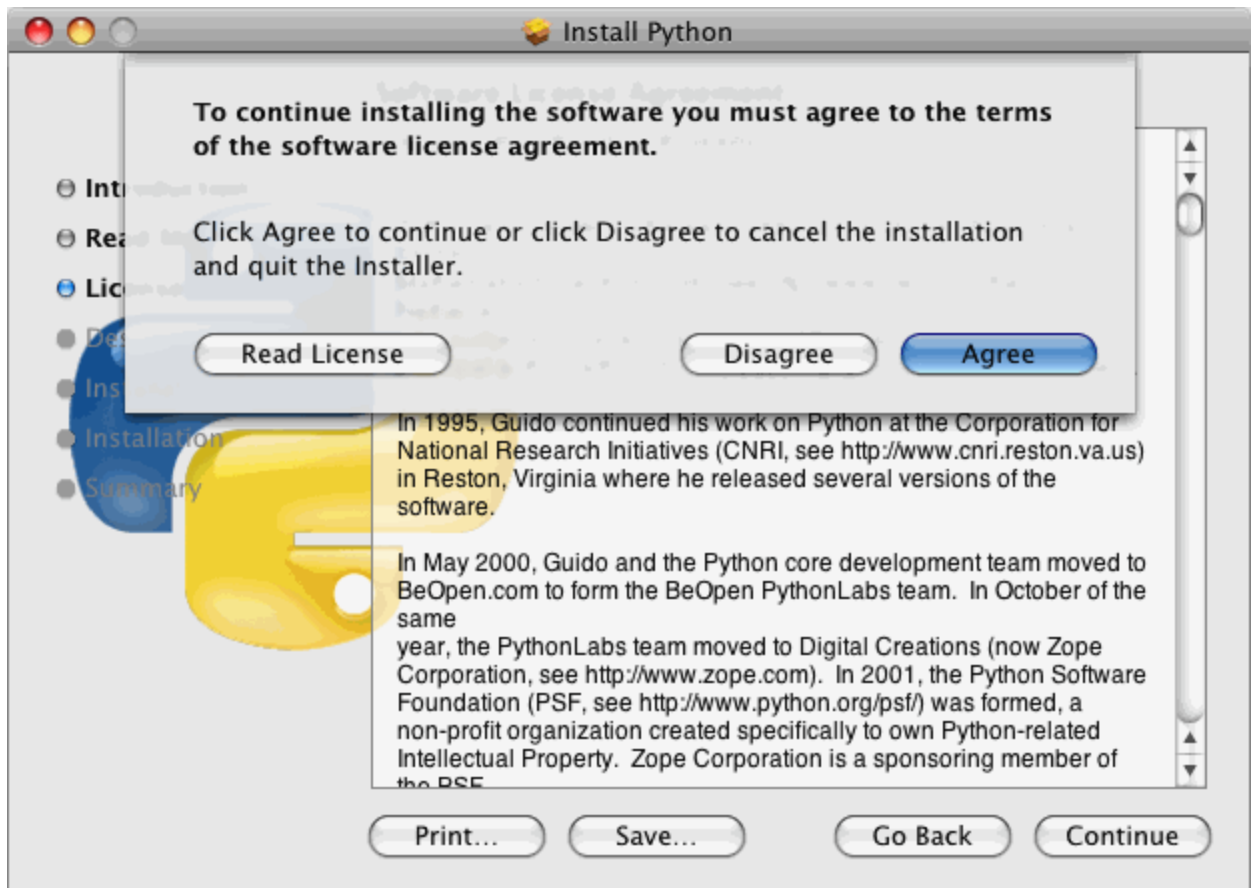 Install Python
To continue installing the software you must agree to the terms
of the software license agreement.
Click Agree to continue or click Disagree to cancel the installation
and quit the Installer.
Read License
Disagree
Agree
Installation
Summary
In 1995, Guido continued his work on Python at the Corporation for
National Research Initiatives (CNRI, see http://www.cnri.reston.va.us)
in Reston, Virginia where he released several versions of the
software.
In May 2000, Guido and the Python core development team moved to
BeOpen.com to form the BeOpen PythonLabs team.  In October of the
same
year, the PythonLabs team moved to Digital Creations (now Zope
Corporation, see http://www.zope.com).  In 2001, the Python Software
Foundation (PSF, see http://www.python.org/psf/) was formed, a
non-profit organization created specifically to own Python-related
Intellectual Property.  Zope Corporation is a sponsoring member of
the PSF
Print...
Save...
Go Back
Continue